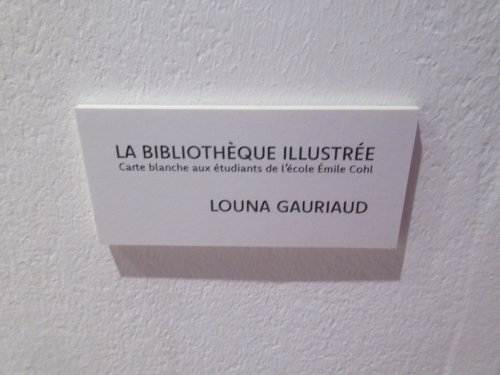 LA BIBLIOTHÈQUE ILLUSTRÉE
Carte blanche aux étudiants de l'école Émile Cohl
LOUNA GAURIAUD